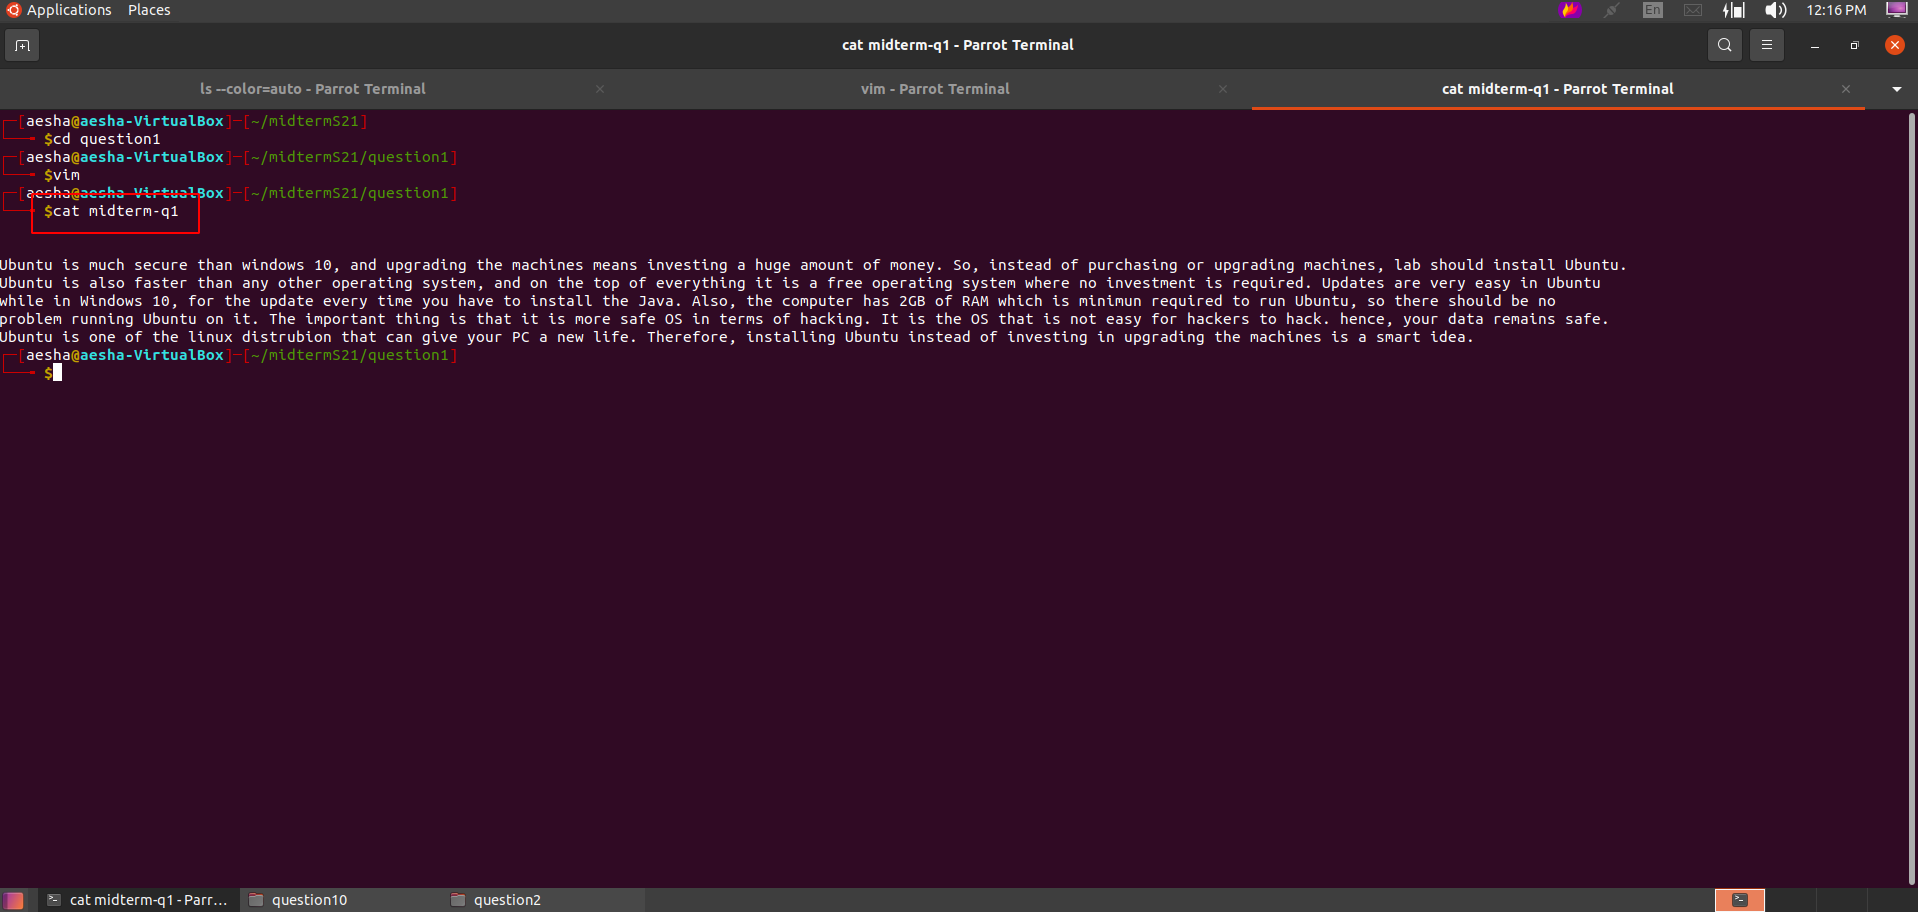 Applications Places En 12:16 PM
cat midterm-q1 - Parrot Terminal
ls --color=auto - Parrot Terminal vim - Parrot Terminal cat midterm-q1 - Parrot Terminal
[aesha@aesha-VirtualBox]-[~/midtermS21]
$cd question1
[aesha@aesha-VirtualBox]-[~/midtermS21/question1]
$vim
[aesha@aesha-VirtualBox]-[~/midtermS21/question1]
$cat midterm-q1
Ubuntu is much secure than windows 10, and upgrading the machines means investing a huge amount of money. So, instead of purchasing or upgrading machines, lab should install Ubuntu.
Ubuntu is also faster than any other operating system, and on the top of everything it is a free operating system where no investment is required. Updates are very easy in Ubuntu
while in Windows 10, for the update every time you have to install the Java. Also, the computer has 2GB of RAM which is minimun required to run Ubuntu, so there should be no
problem running Ubuntu on it. The important thing is that it is more safe OS in terms of hacking. It is the OS that is not easy for hackers to hack. hence, your data remains safe.
Ubuntu is one of the linux distrubion that can give your PC a new life. Therefore, installing Ubuntu instead of investing in upgrading the machines is a smart idea.
[aesha@aesha-VirtualBox]-[~/midtermS21/question1]
$
cat midterm-q1 - Parr... question10 question2